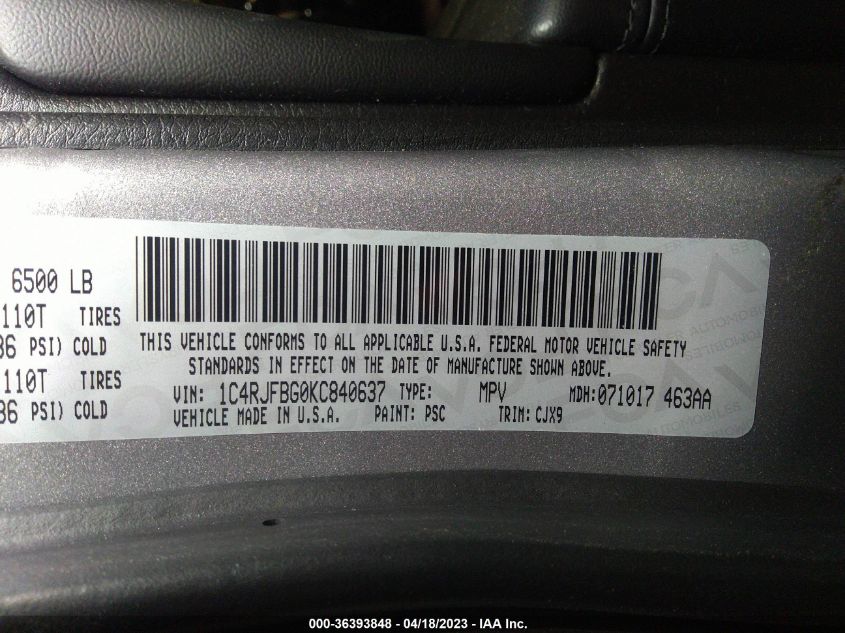 6500 LB
110T TIRES
36 PSI) COLD
110T TIRES
36 PSI) COLD
THIS VEHICLE CONFORMS TO ALL APPLICABLE U.S.A. FEDERAL MOTOR VEHICLE SAFETY
STANDARDS IN EFFECT ON THE DATE OF MANUFACTURE SHOWN ABOVE.
VIN: 1C4RJFBG0KC840637 TYPE: MPV MDH:071017 463AA
VEHICLE MADE IN U.S.A. PAINT: PSC TRIM: CJX9
000-36393848 - 04/18/2023 - IAA Inc.